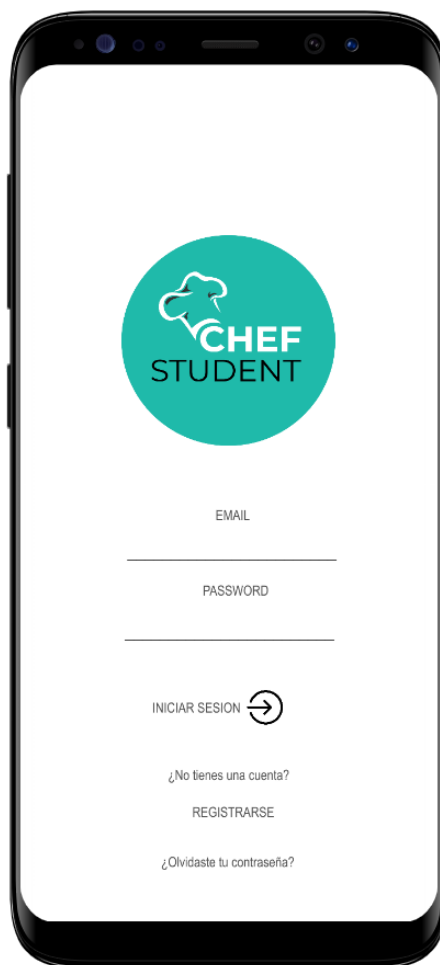 CHEF
STUDENT
EMAIL
PASSWORD
INICIAR SESION
¿No tienes una cuenta?
REGISTRARSE
¿Olvidaste tu contraseña?